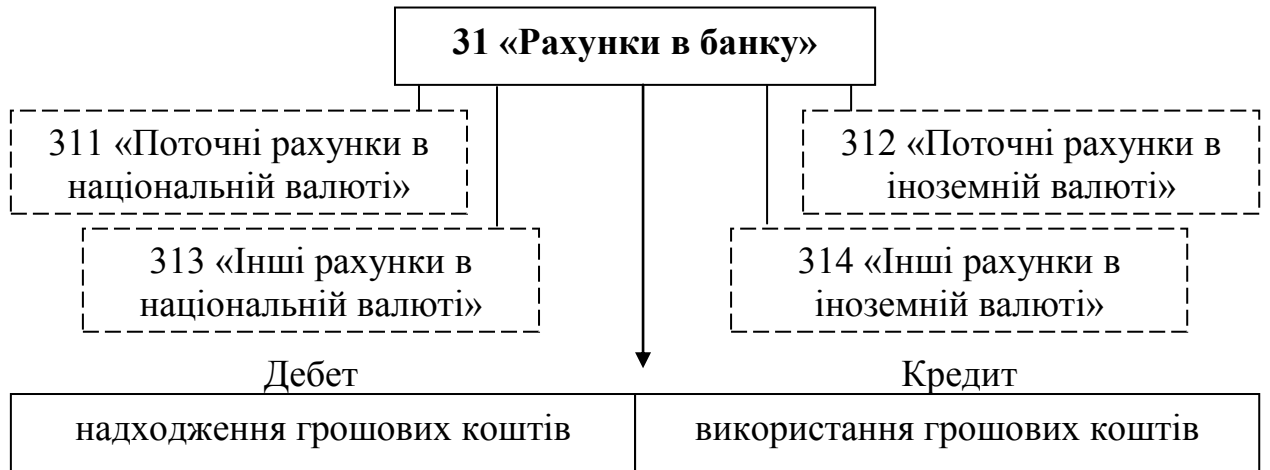 31 «Рахунки в банку»
311 «Поточні рахунки в
національній валюті»
312 «Поточні рахунки в
іноземній валюті»
313 «Інші рахунки в
національній валюті»
314 «Інші рахунки в
іноземній валюті»
Дебет
Кредит
надходження грошових коштів
використання грошових коштів